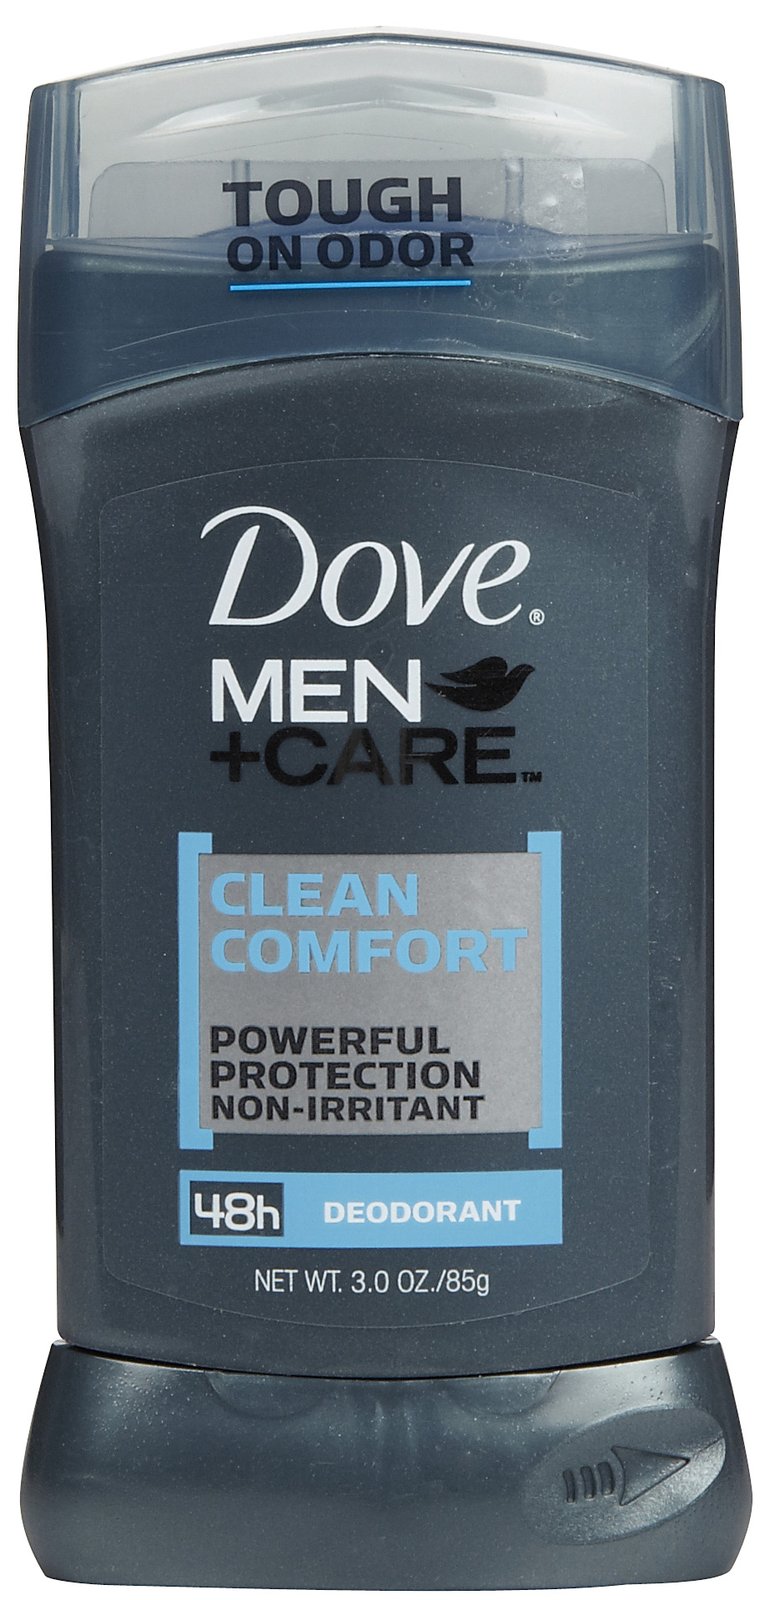 TOUGH
ON ODOR
Dove®
MEN
+CARE™
CLEAN
COMFORT
POWERFUL
PROTECTION
NON-IRRITANT
48h DEODORANT
NET WT. 3.0 OZ./85g